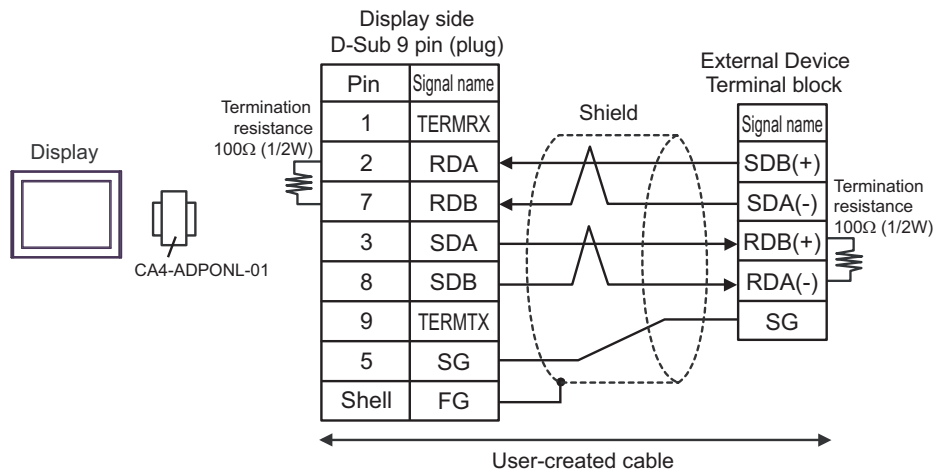 Display side
D-Sub 9 pin (plug)
External Device
Terminal block
Display
CA4-ADPONL-01
Termination
resistance
100Ω (1/2W)
Pin Signal name
1 TERMRX
2 RDA
7 RDB
3 SDA
8 SDB
9 TERMTX
5 SG
Shell FG
Shield
Signal name
SDB(+)
SDA(-)
RDB(+)
RDA(-)
SG
Termination
resistance
100Ω (1/2W)
User-created cable